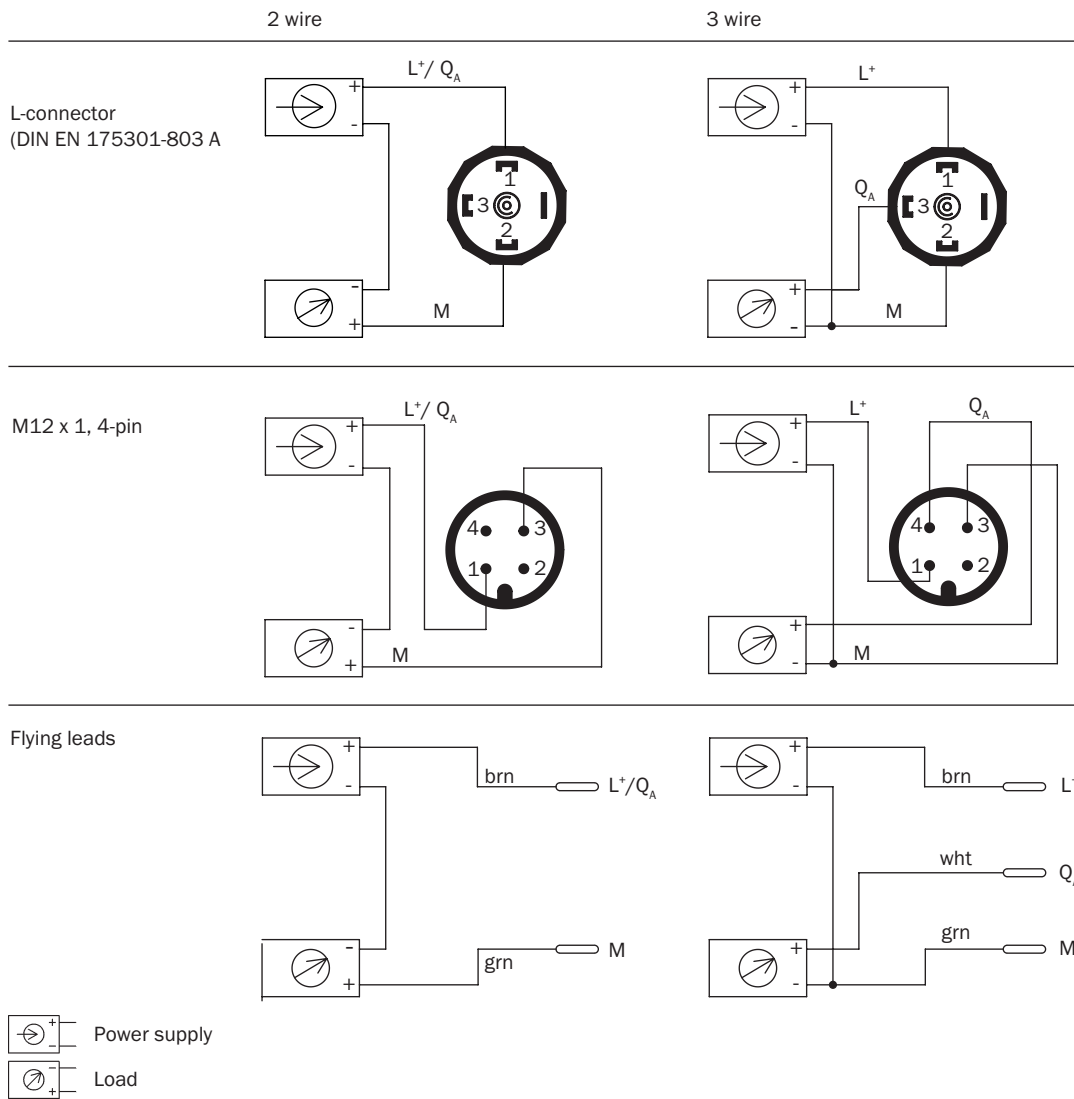 2 wire
3 wire
L-connector
(DIN EN 175301-803 A
+
-
L⁺/ Q_A
1
3
2
-
+
M
+
-
L⁺
Q_A
1
3
2
+
-
M
M12 x 1, 4-pin
+
-
L⁺/ Q_A
4
3
1
2
-
+
M
+
-
L⁺
Q_A
4
3
1
2
+
-
M
Flying leads
+
-
brn
L⁺/Q_A
-
+
grn
M
+
-
brn
L⁺
wht
Q_A
+
-
grn
M
+
-
Power supply
-
+
Load